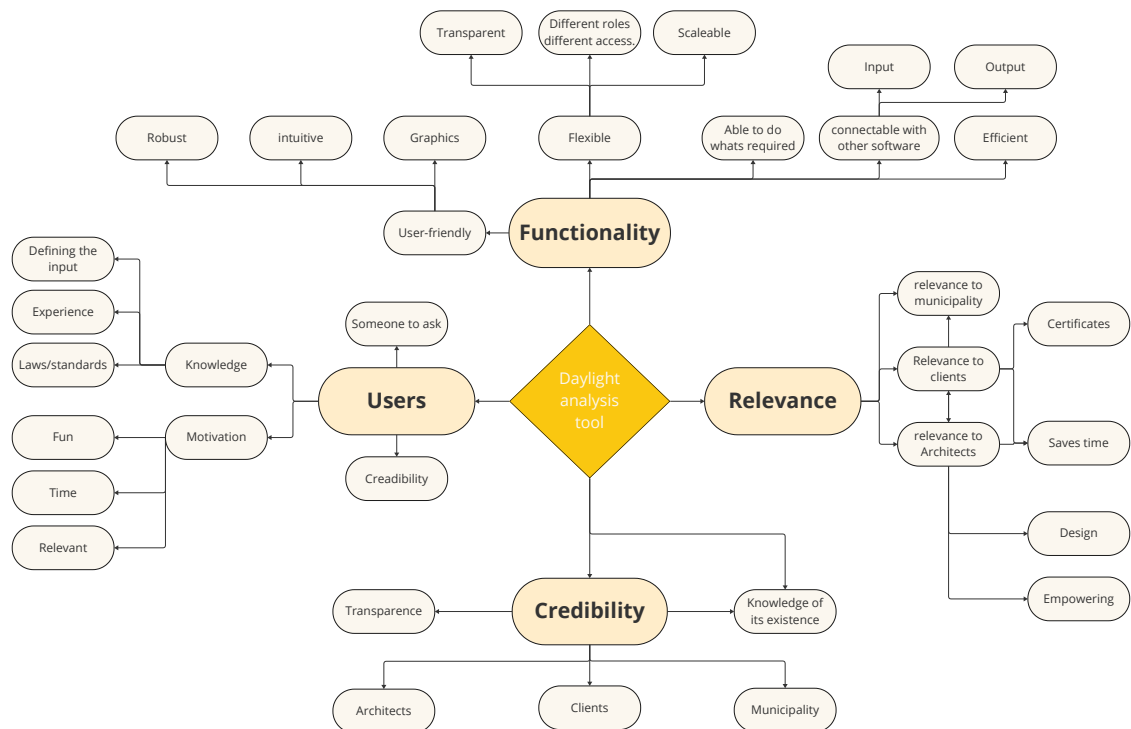 Transparent
Different roles
different access.
Scaleable
Input
Output
Robust
intuitive
Graphics
Flexible
Able to do
whats required
connectable with
other software
Efficient
User-friendly
Functionality
Defining the
input
Experience
Laws/standards
Knowledge
Someone to ask
Users
Motivation
Fun
Time
Relevant
Creadibility
Daylight
analysis
tool
Relevance
relevance to
municipality
Relevance to
clients
relevance to
Architects
Certificates
Saves time
Design
Empowering
Transparence
Credibility
Knowledge of
its existence
Architects
Clients
Municipality